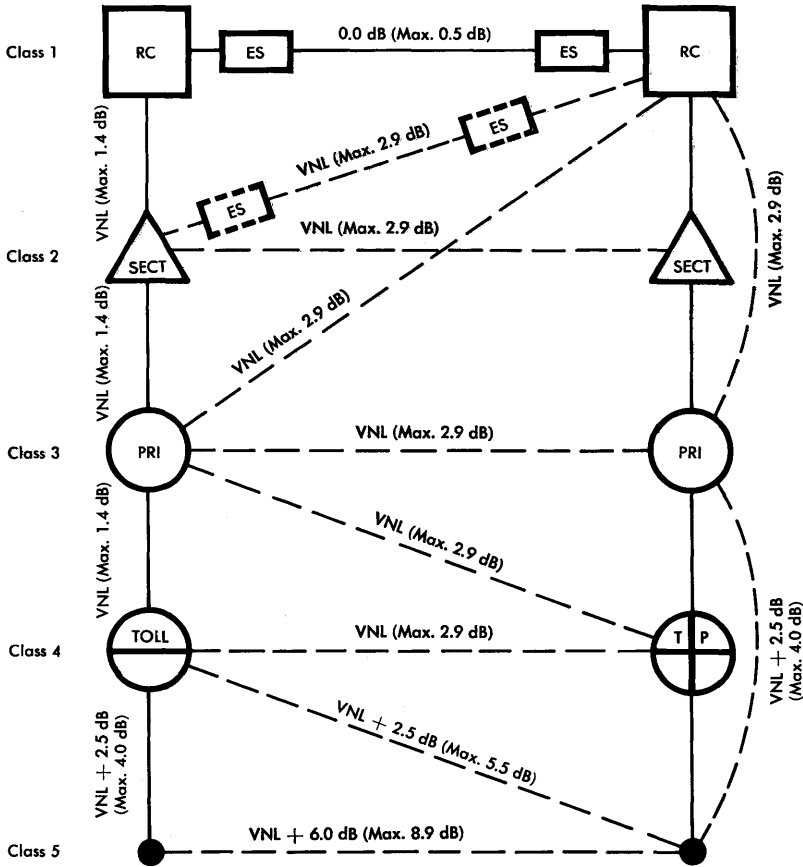 Class 1
RC
ES
0.0 dB (Max. 0.5 dB)
ES
RC
VNL (Max. 1.4 dB)
ES
VNL (Max. 2.9 dB)
ES
VNL (Max. 2.9 dB)
VNL (Max. 2.9 dB)
Class 2
SECT
SECT
VNL (Max. 1.4 dB)
VNL (Max. 2.9 dB)
Class 3
PRI
VNL (Max. 2.9 dB)
PRI
VNL (Max. 1.4 dB)
VNL (Max. 2.9 dB)
Class 4
TOLL
VNL (Max. 2.9 dB)
T P
VNL + 2.5 dB
(Max. 4.0 dB)
VNL + 2.5 dB
(Max. 4.0 dB)
VNL + 2.5 dB (Max. 5.5 dB)
Class 5
VNL + 6.0 dB (Max. 8.9 dB)